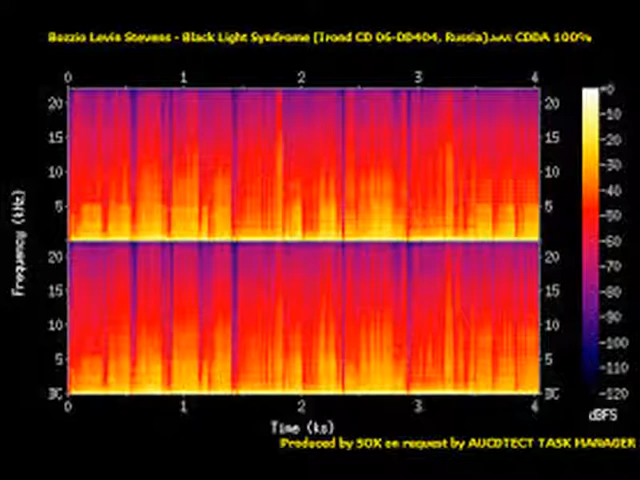 Bozzio Levin Stevens - Black Light Syndrome [Irond CD 06-DD404, Russia].wav CDDA 100%
0 1 2 3 4
20 20 0
15 15 10
10 10 20
5 5 30
40
Frequency (kHz)
50
60
20 20 70
15 15 80
10 10 90
5 5 100
110
DC DC 120
0 1 2 3 4
dBFS
Time (ks)
Produced by SOX on request by AUCDTECT TASK MANAGER